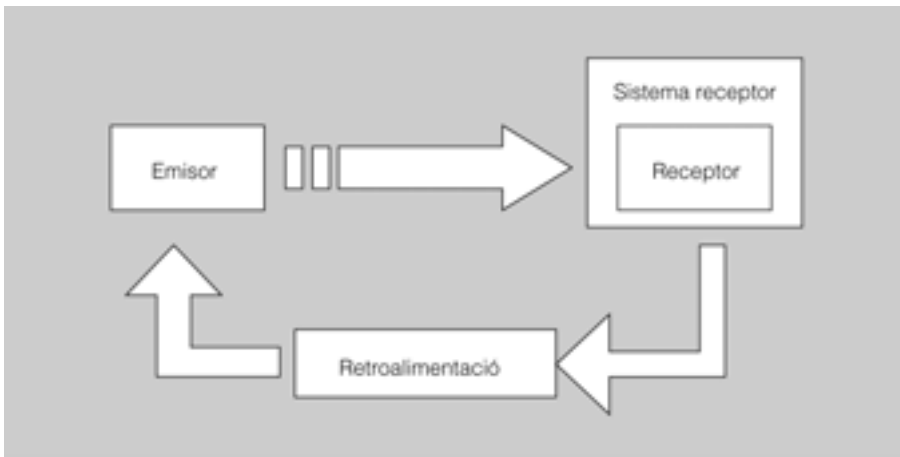 Sistema receptor
Emisor
Receptor
Retroalimentació